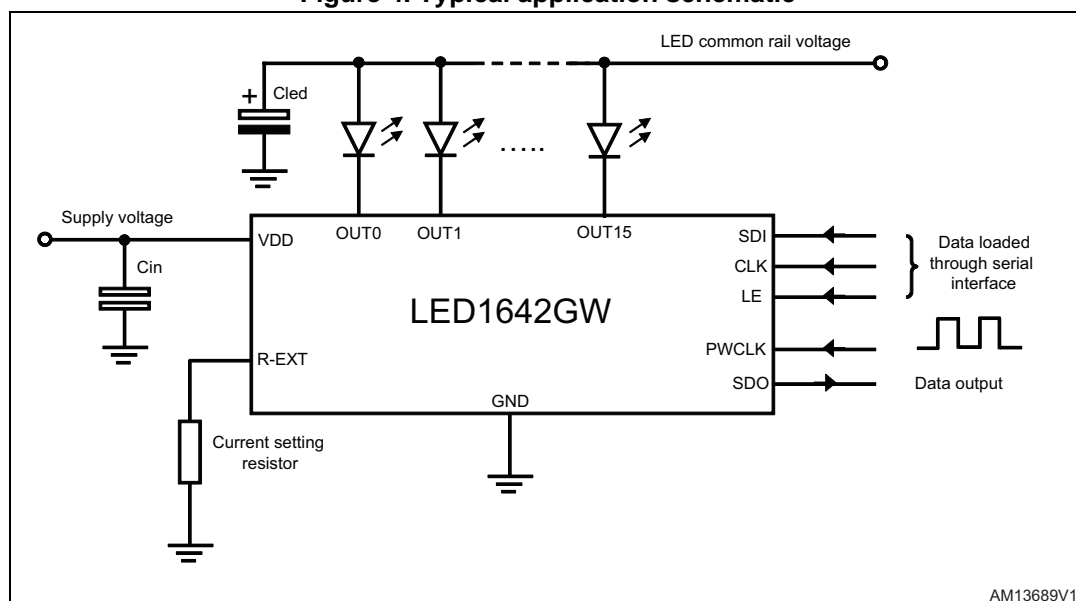 Figure 4. Typical application schematic
LED common rail voltage
+
Cled
.....
Supply voltage
VDD
OUT0
OUT1
OUT15
SDI
Cin
CLK
Data loaded
through serial
interface
LE
LED1642GW
R-EXT
PWCLK
SDO
Data output
GND
Current setting
resistor
AM13689V1